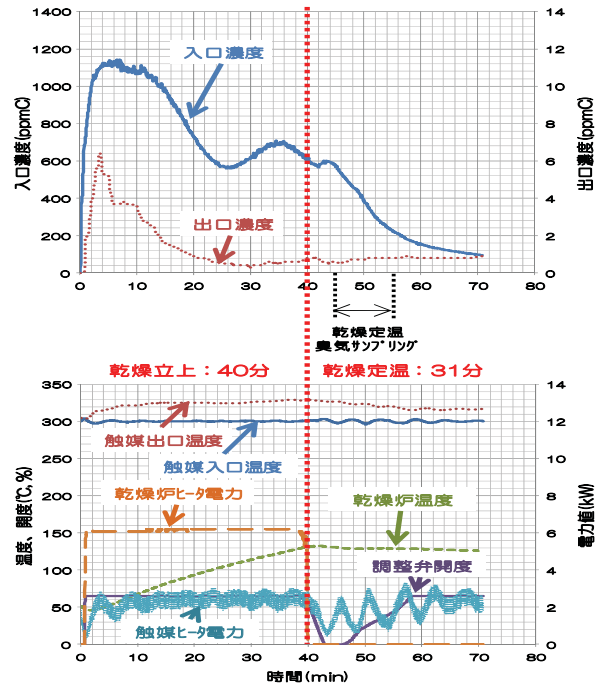 1400
1200
1000
800
600
400
200
0
入口濃度(ppmC)
14
12
10
8
6
4
2
0
出口濃度(ppmC)
入口濃度
出口濃度
0
10
20
30
40
50
60
70
80
乾燥定温
臭気ｻﾝﾌﾟﾘﾝｸﾞ
乾燥立上：40分
乾燥定温：31分
350
300
250
200
150
100
50
0
温度、開度(℃,%)
14
12
10
8
6
4
2
0
電力値(kW)
触媒出口温度
触媒入口温度
乾燥炉ﾋｰﾀ電力
乾燥炉温度
調整弁開度
触媒ﾋｰﾀ電力
0
10
20
30
40
50
60
70
80
時間(min)